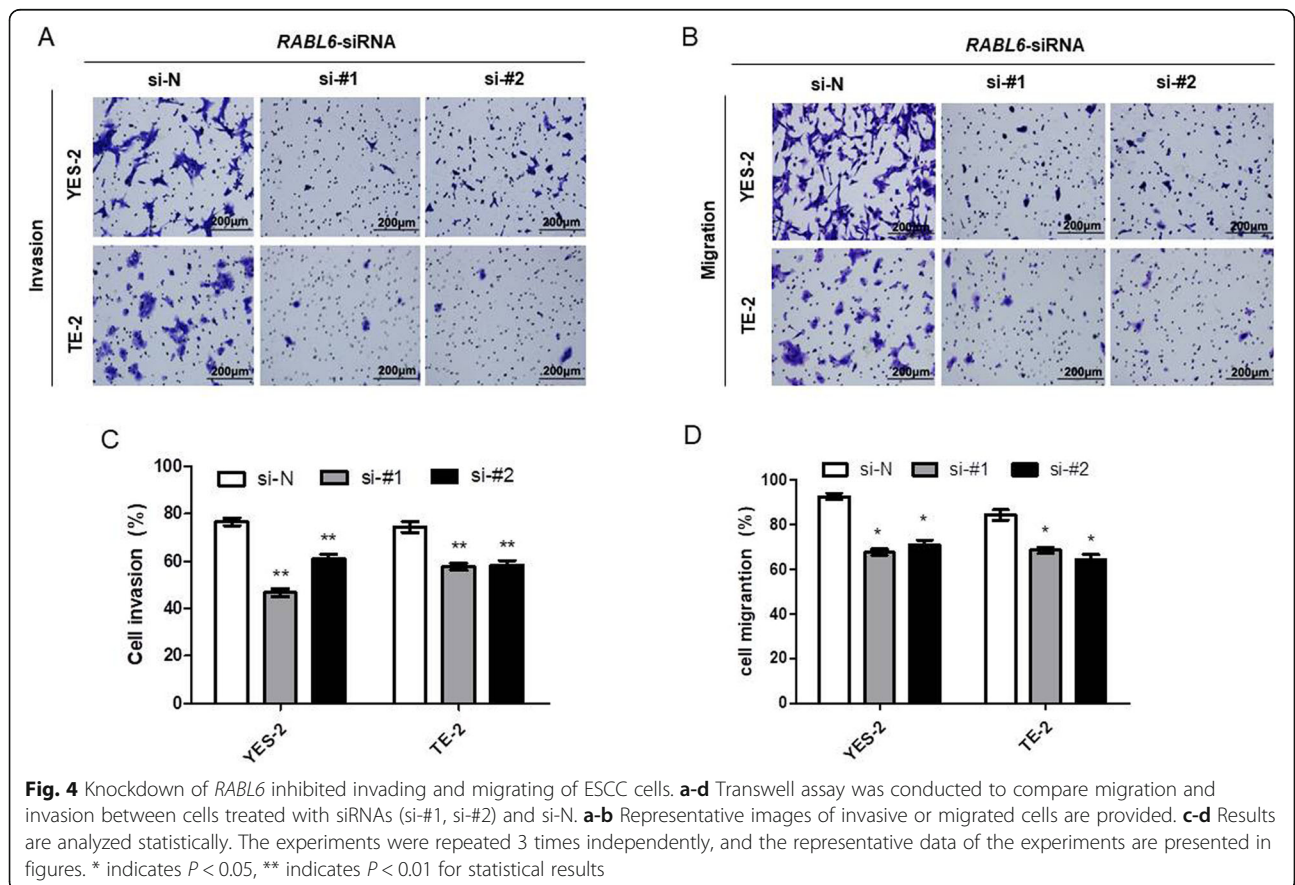 A
RABL6-siRNA
si-N si-#1 si-#2
Invasion
YES-2
200μm 200μm 200μm
TE-2
200μm 200μm 200μm
B
RABL6-siRNA
si-N si-#1 si-#2
Migration
YES-2
200μm 200μm 200μm
TE-2
200μm 200μm 200μm
C
si-N si-#1 si-#2
Cell invasion (%)
100
80
60
40
20
0
** ** ** **
YES-2 TE-2
D
si-N si-#1 si-#2
cell migrantion (%)
100
80
60
40
20
0
* * * *
YES-2 TE-2
Fig. 4 Knockdown of RABL6 inhibited invading and migrating of ESCC cells. a-d Transwell assay was conducted to compare migration and
invasion between cells treated with siRNAs (si-#1, si-#2) and si-N. a-b Representative images of invasive or migrated cells are provided. c-d Results
are analyzed statistically. The experiments were repeated 3 times independently, and the representative data of the experiments are presented in
figures. * indicates P < 0.05, ** indicates P < 0.01 for statistical results